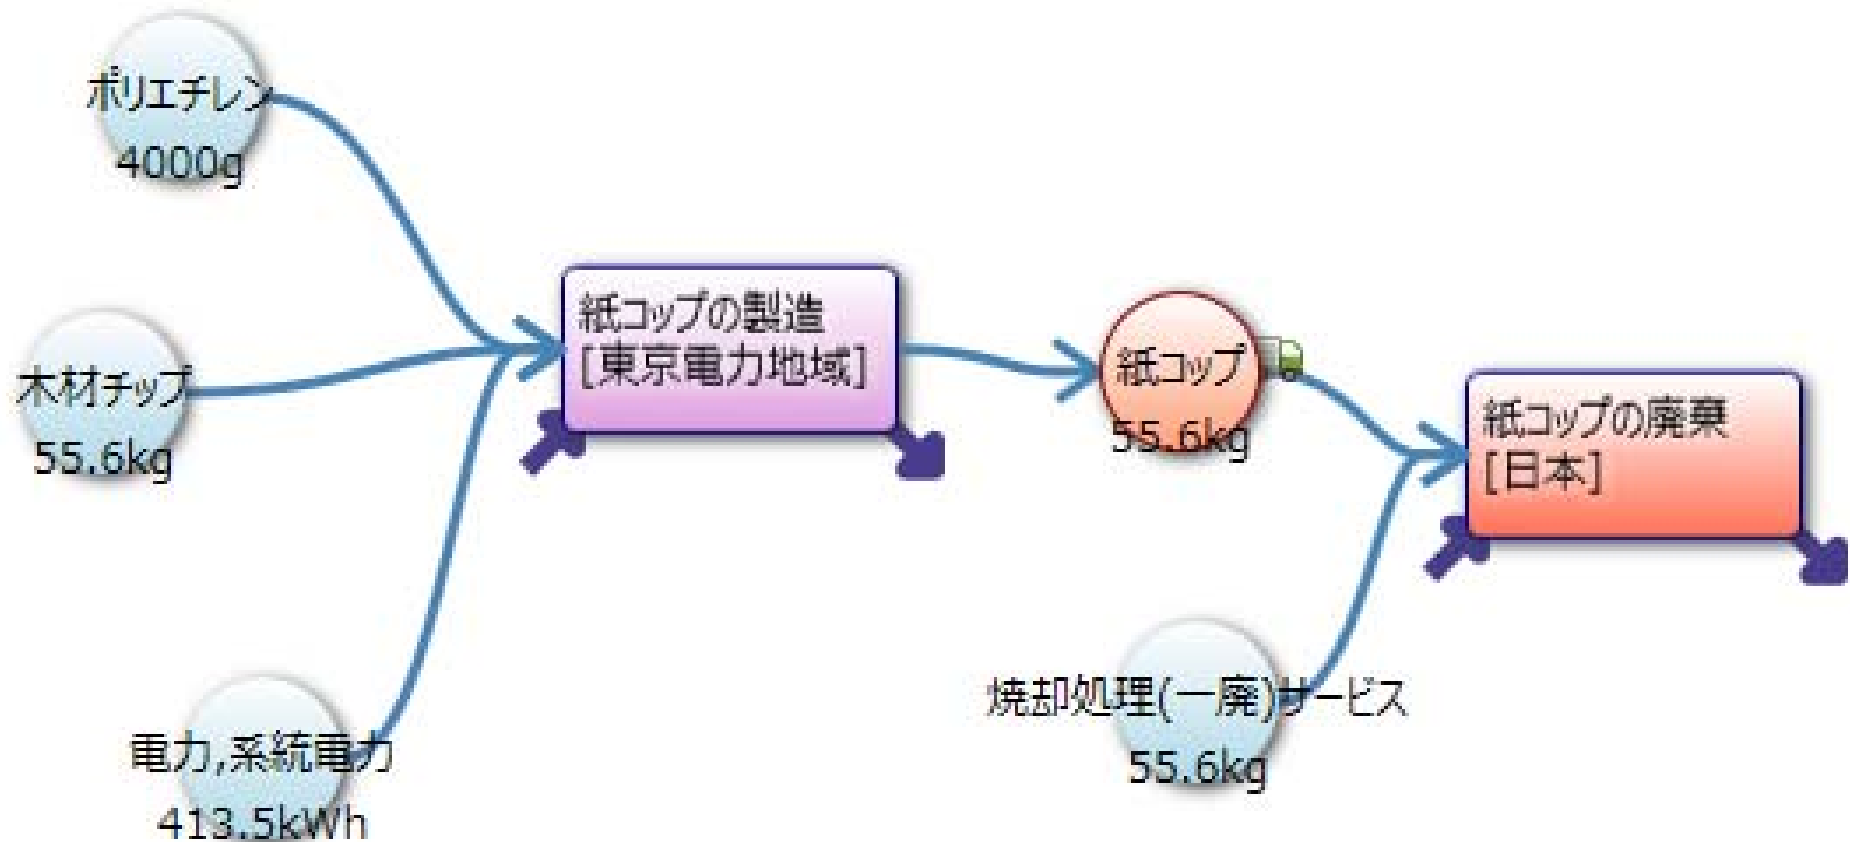 ポリエチレン
4000g
木材チップ
55.6kg
電力,系統電力
413.5kWh
紙コップの製造
[東京電力地域]
紙コップ
55.6kg
焼却処理(一廃)サービス
55.6kg
紙コップの廃棄
[日本]